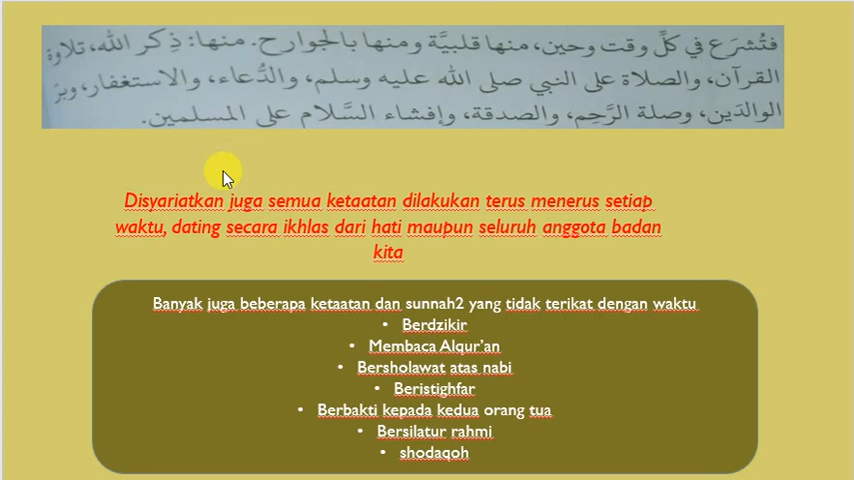 فتُشرَع في كلِّ وقت وحين، منها قلبيَّة ومنها بالجوارح. منها: ذِكر الله، تلاوة
القرآن، والصلاة على النبي صلى الله عليه وسلم، والدُّعاء، والاستغفار، وبرّ
الوالدَين، وصلة الرَّحِم، والصدقة، وإفشاء السَّلام على المسلمين.
Disyariatkan juga semua ketaatan dilakukan terus menerus setiap
waktu, dating secara ikhlas dari hati maupun seluruh anggota badan
kita
Banyak juga beberapa ketaatan dan sunnah2 yang tidak terikat dengan waktu
• Berdzikir
• Membaca Alqur’an
• Bersholawat atas nabi
• Beristighfar
• Berbakti kepada kedua orang tua
• Bersilatur rahmi
• shodaqoh